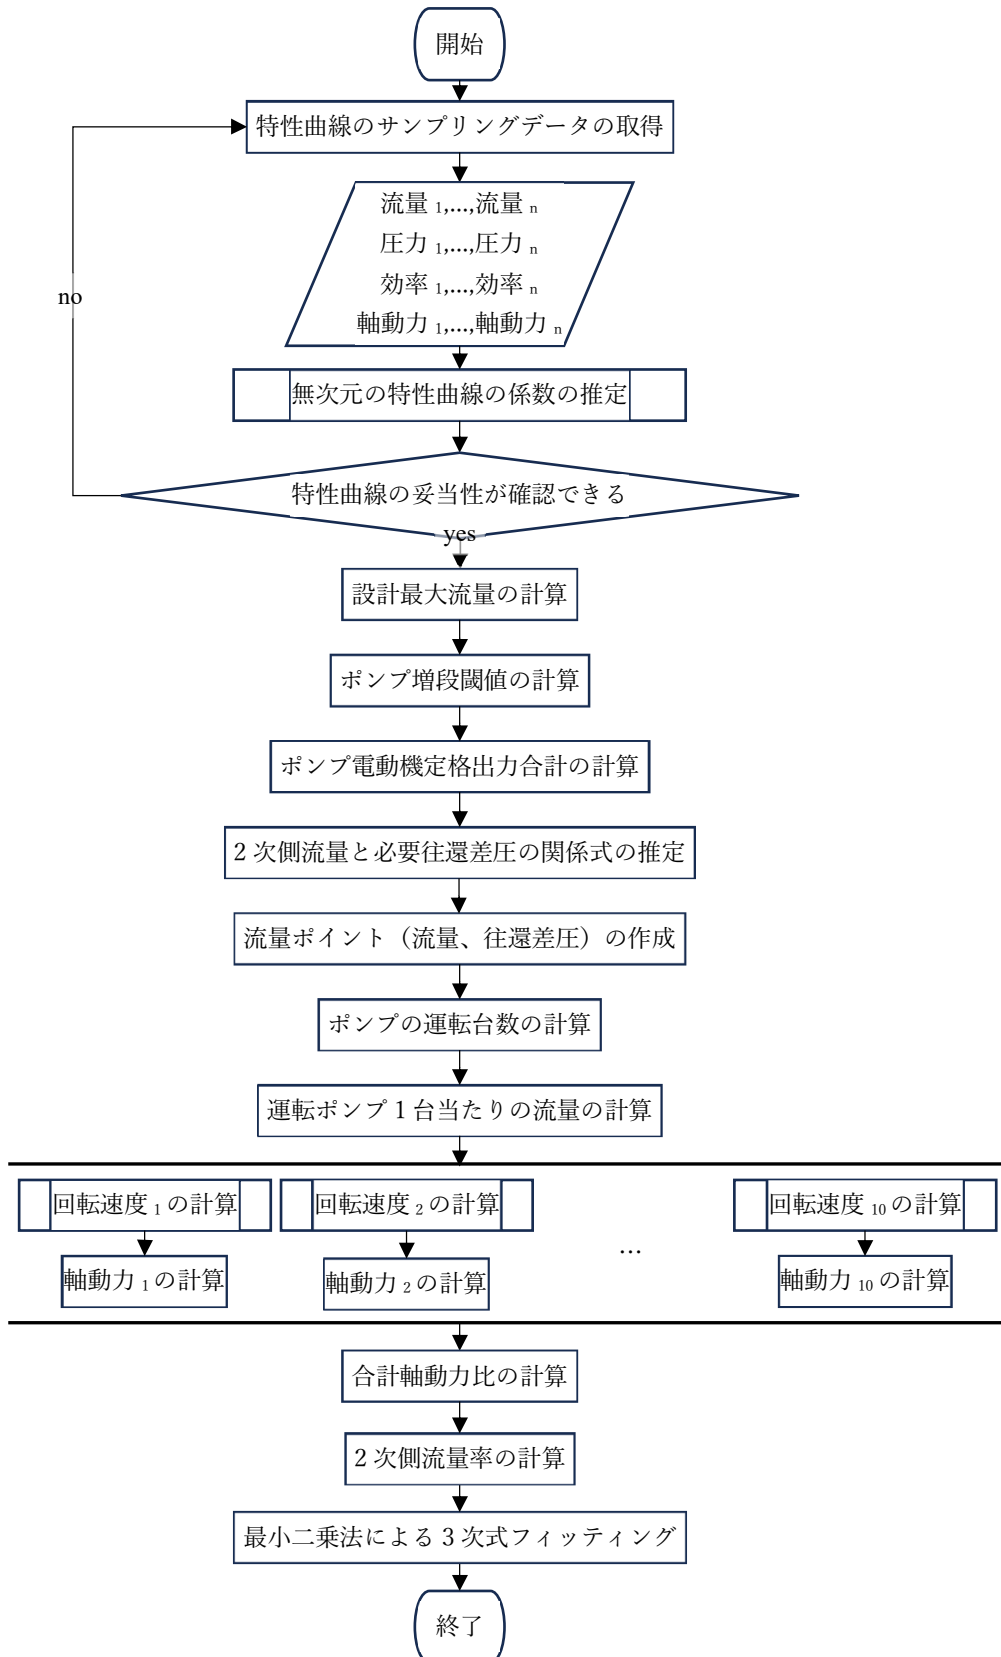 開始
特性曲線のサンプリングデータの取得
流量 1,...,流量 n
圧力 1,...,圧力 n
効率 1,...,効率 n
軸動力 1,...,軸動力 n
no
無次元の特性曲線の係数の推定
特性曲線の妥当性が確認できる
yes
設計最大流量の計算
ポンプ増段閾値の計算
ポンプ電動機定格出力合計の計算
2 次側流量と必要往還差圧の関係式の推定
流量ポイント（流量、往還差圧）の作成
ポンプの運転台数の計算
運転ポンプ 1 台当たりの流量の計算
回転速度 1 の計算
回転速度 2 の計算
回転速度 10 の計算
...
軸動力 1 の計算
軸動力 2 の計算
軸動力 10 の計算
合計軸動力比の計算
2 次側流量率の計算
最小二乗法による 3 次式フィッティング
終了